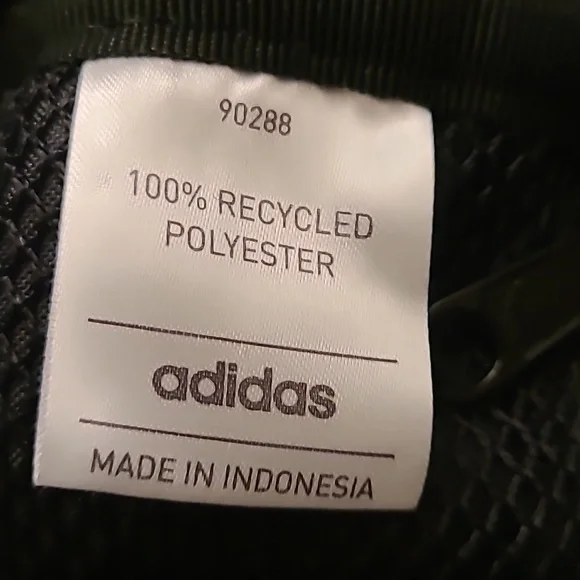 90288
100% RECYCLED
POLYESTER
adidas
MADE IN INDONESIA